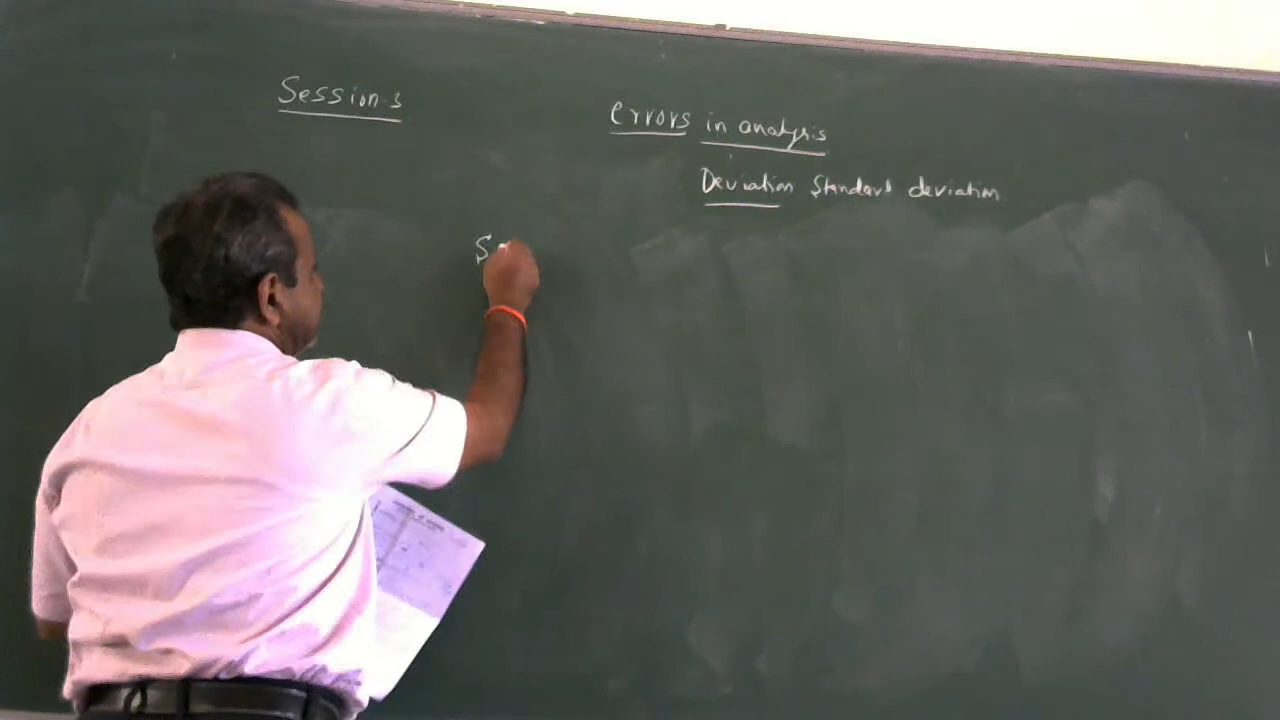 Session-3
Errors in analysis
Deviation Standard deviation
S